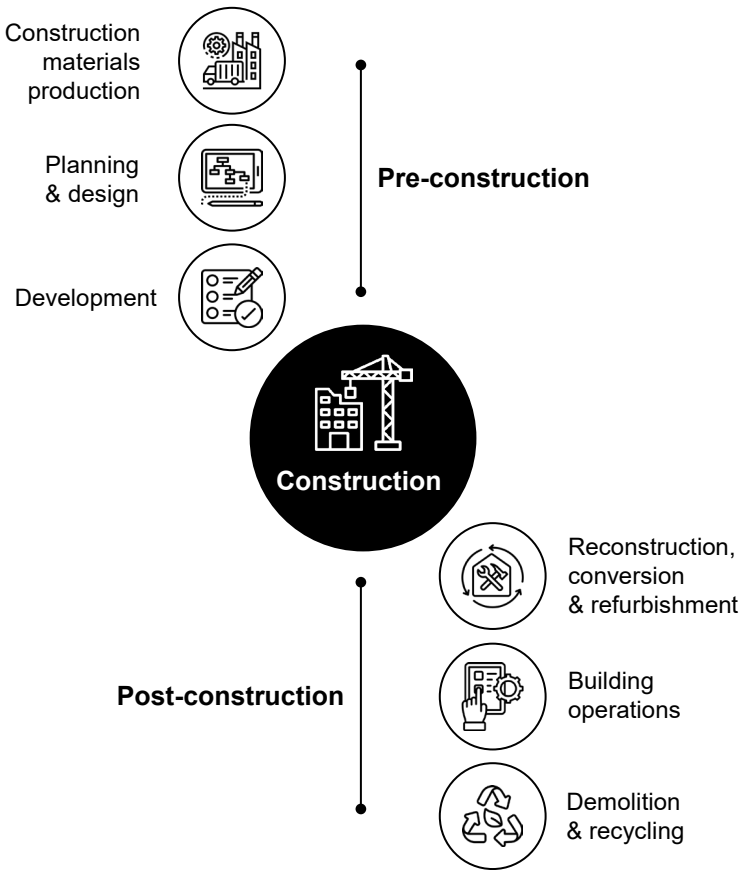 Construction
materials
production
Planning
& design
Pre-construction
Development
Construction
Reconstruction,
conversion
& refurbishment
Post-construction
Building
operations
Demolition
& recycling